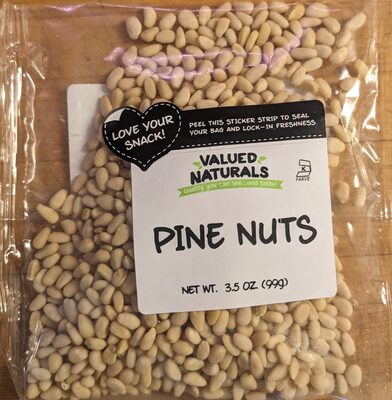 LOVE YOUR
SNACK!
PEEL THIS STICKER STRIP TO SEAL
YOUR BAG AND LOCK-IN FRESHNESS
VALUED
NATURALS
quality you can see...and taste!
K
PARVE
PINE NUTS
NET WT. 3.5 OZ (99g)